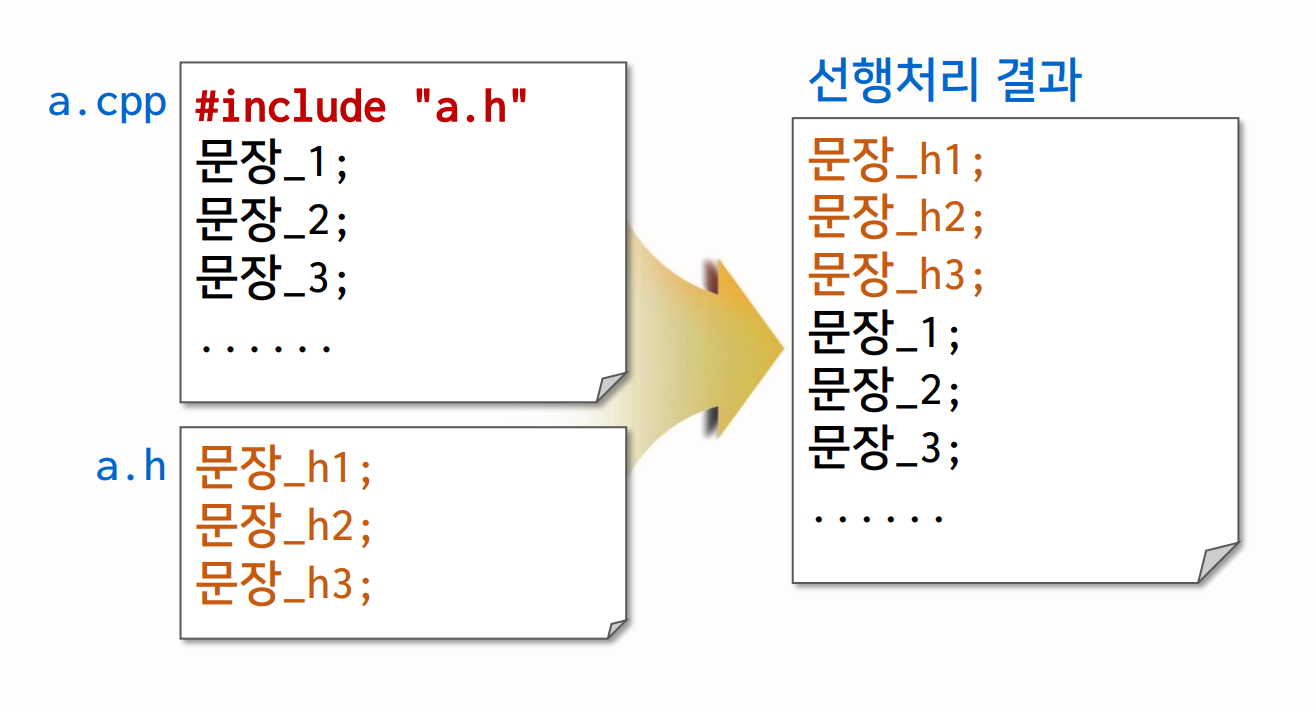 a.cpp
#include "a.h"
문장_1;
문장_2;
문장_3;
......
a.h
문장_h1;
문장_h2;
문장_h3;
선행처리 결과
문장_h1;
문장_h2;
문장_h3;
문장_1;
문장_2;
문장_3;
......